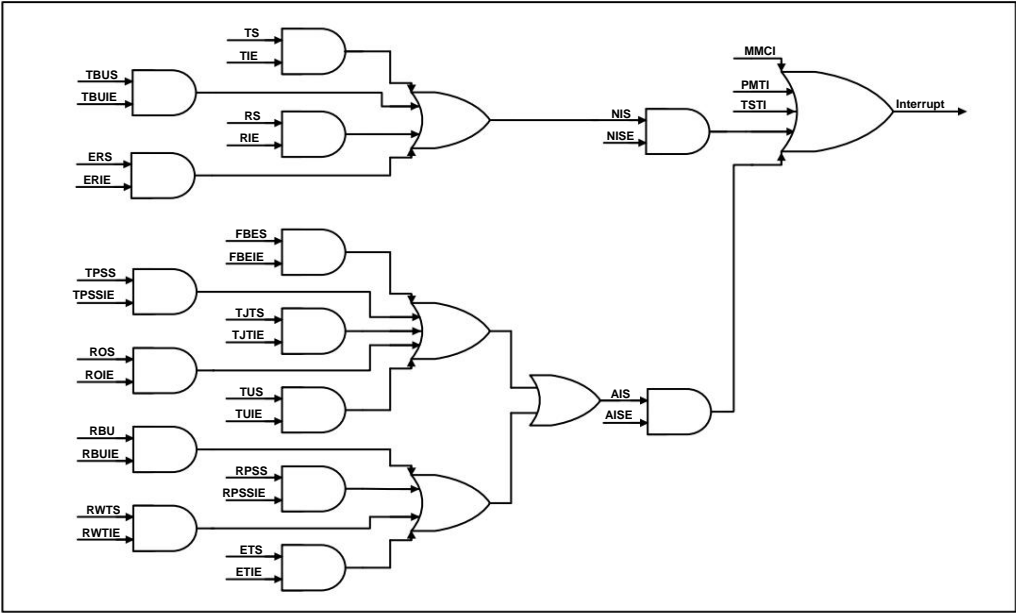 TS
TIE
TBUS
TBUIE
RS
RIE
ERS
ERIE
NIS
NISE
MMCI
PMTI
TSTI
Interrupt
FBES
FBEIE
TPSS
TPSSIE
TJTS
TJTIE
ROS
ROIE
TUS
TUIE
AIS
AISE
RBU
RBUIE
RPSS
RPSSIE
RWTS
RWTIE
ETS
ETIE